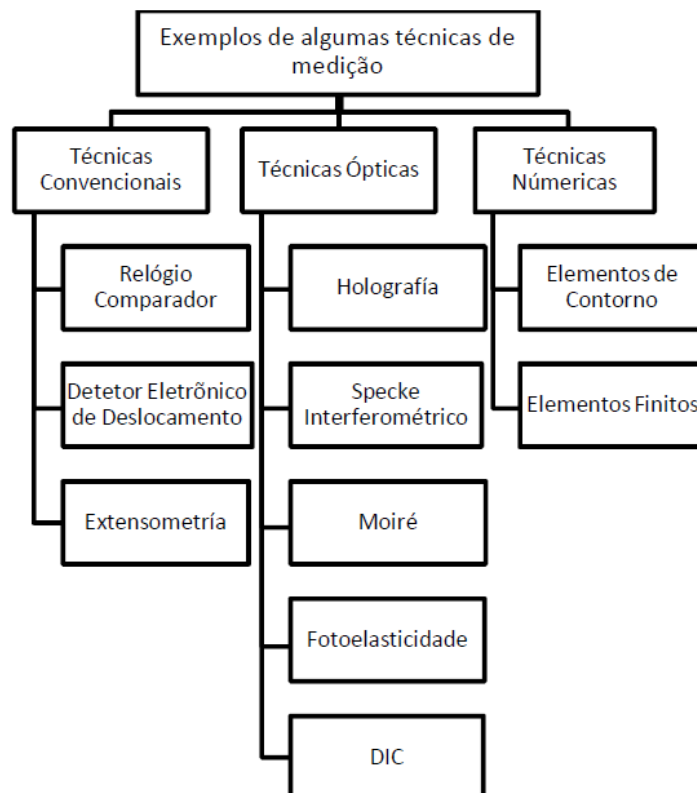 Exemplos de algumas técnicas de
medição
Técnicas
Convencionais
Relógio
Comparador
Detetor Eletrõnico
de Deslocamento
Extensometría
Técnicas Ópticas
Holografía
Specke
Interferométrico
Moiré
Fotoelasticidade
DIC
Técnicas
Númericas
Elementos de
Contorno
Elementos Finitos